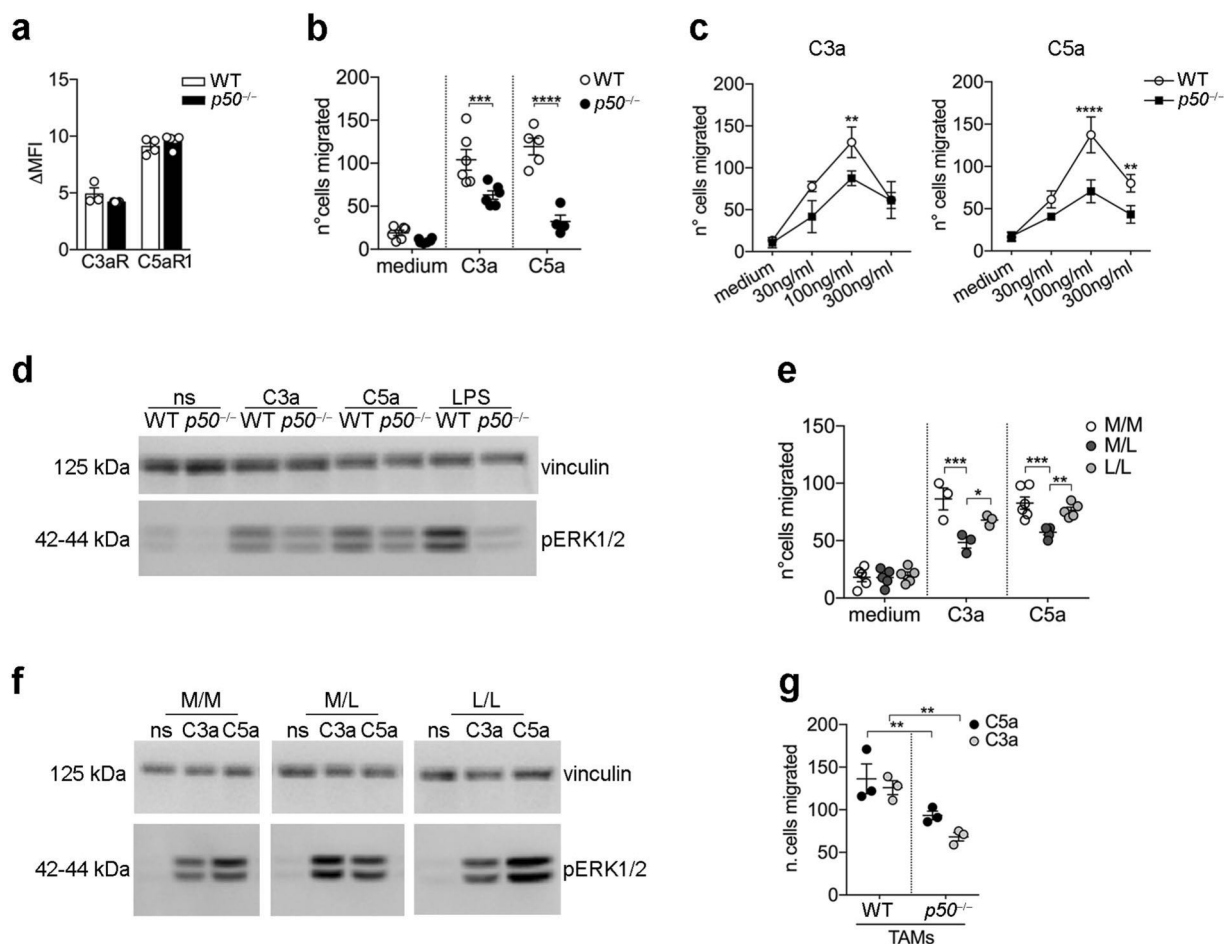 a
ΔMFI
15
10
5
0
C3aR C5aR1
WT
p50⁻/⁻
b
n°cells migrated
200
150
100
50
0
medium C3a C5a
*** ****
WT
p50⁻/⁻
c
C3a
n° cells migrated
200
150
100
50
0
**
medium
30ng/ml
100ng/ml
300ng/ml
C5a
n° cells migrated
200
150
100
50
0
****
**
medium
30ng/ml
100ng/ml
300ng/ml
WT
p50⁻/⁻
d
ns C3a C5a LPS
WT p50⁻/⁻ WT p50⁻/⁻ WT p50⁻/⁻ WT p50⁻/⁻
125 kDa vinculin
42-44 kDa pERK1/2
e
n°cells migrated
150
100
50
0
M/M
M/L
L/L
*** * *** **
medium C3a C5a
f
M/M M/L L/L
ns C3a C5a ns C3a C5a ns C3a C5a
125 kDa vinculin
42-44 kDa pERK1/2
g
n. cells migrated
200
150
100
50
0
**
**
C5a
C3a
WT p50⁻/⁻
TAMs